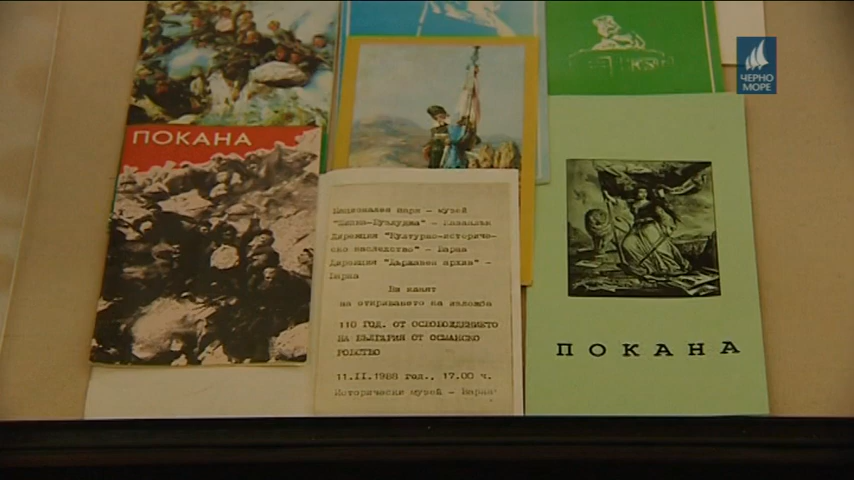 ЧЕРНО
МОРЕ
ПОКАНА
Национален парк - музей
"Шипка-Бузлуджа" - Казанлък
Дирекция "Културно-историческо
наследство" - Варна
Дирекция "Държавен архив" -
Варна
Ви канят
на откриването на изложба
110 ГОД. ОТ ОСВОБОЖДЕНИЕТО
НА БЪЛГАРИЯ ОТ ОСМАНСКО
РОБСТВО
11.II.1988 год., 17.00 ч.
Исторически музей - Варна
ПОКАНА